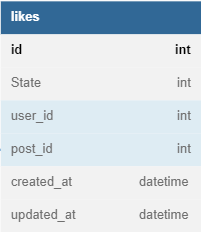 likes
id int
State int
user_id int
post_id int
created_at datetime
updated_at datetime